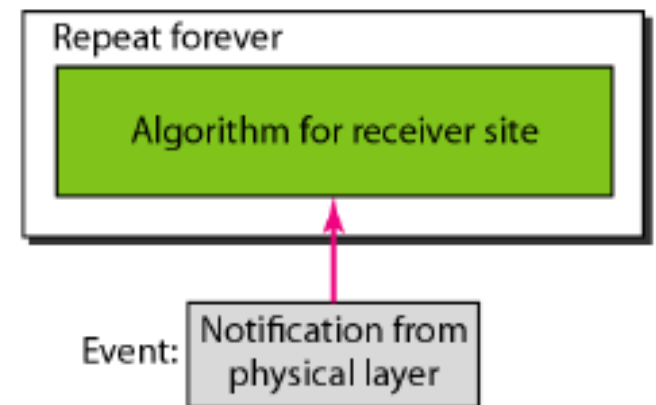 Repeat forever
Algorithm for receiver site
Event:
Notification from
physical layer